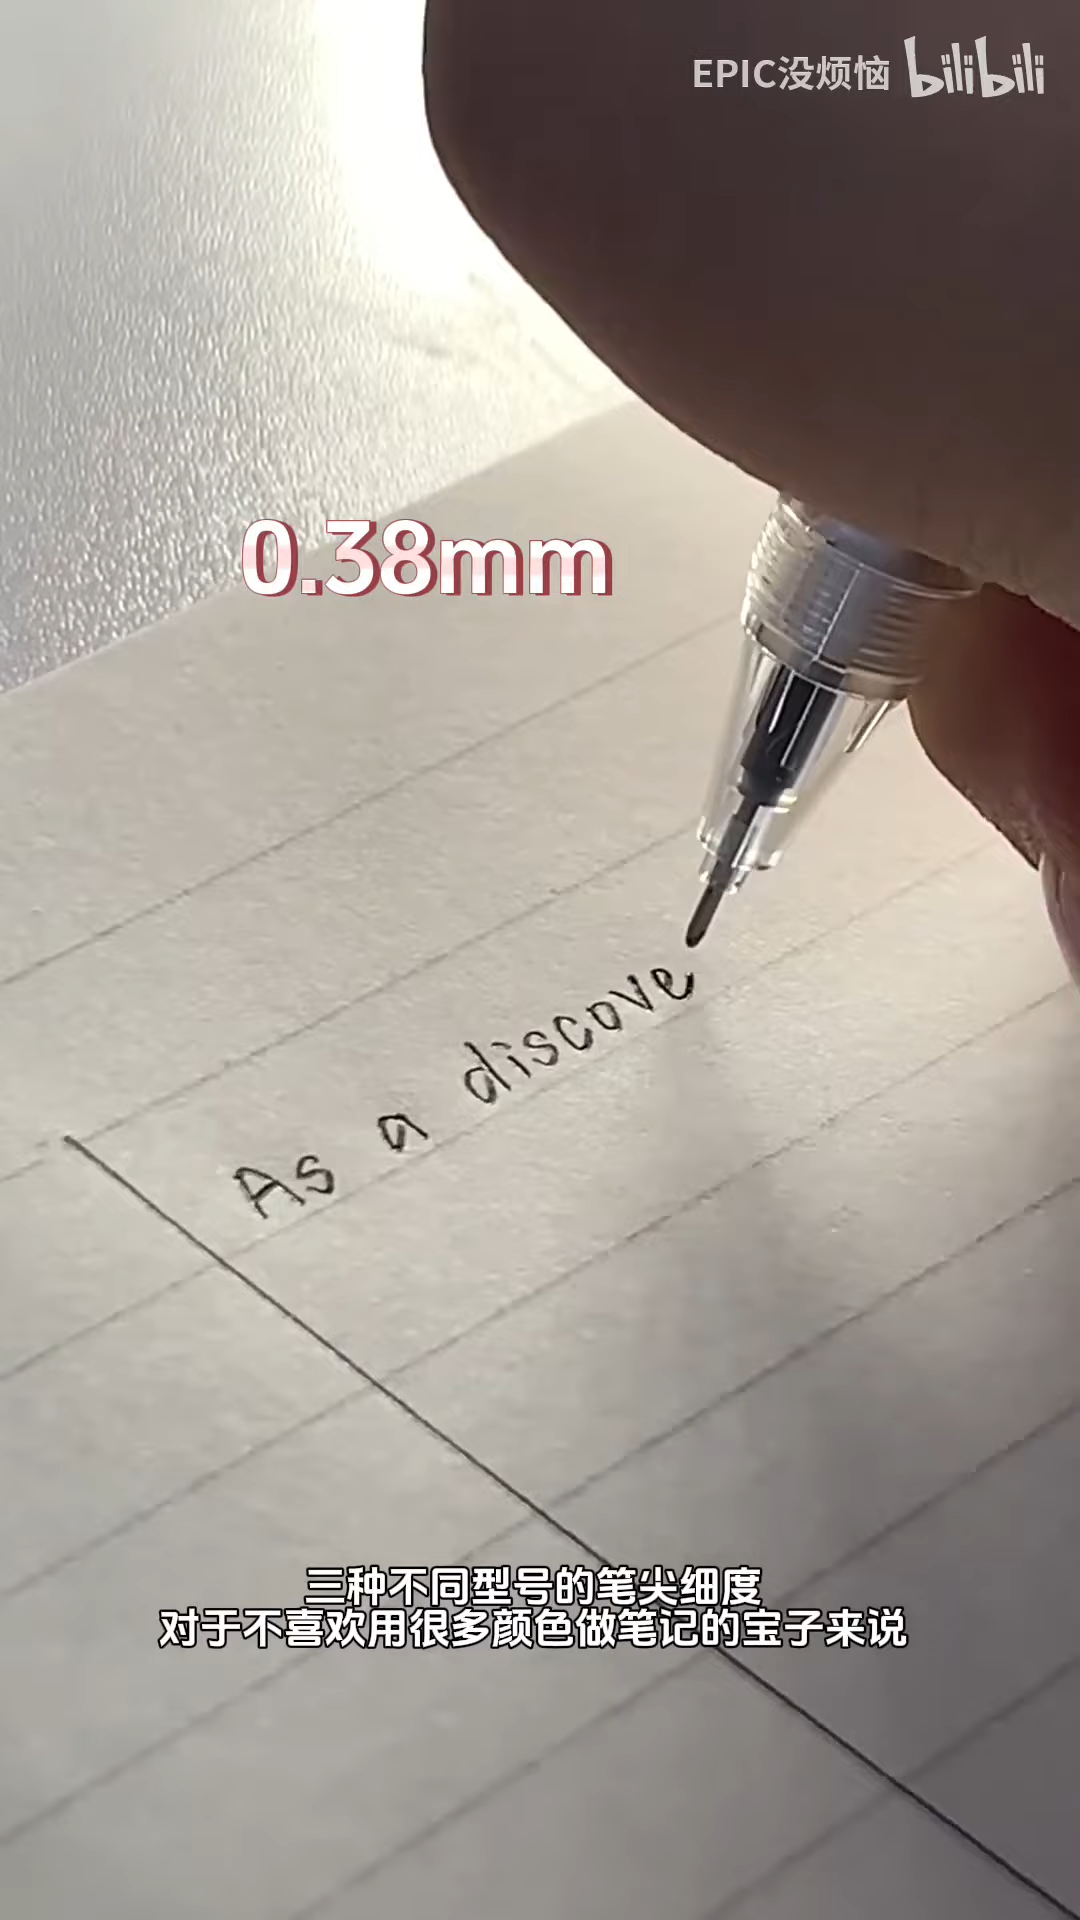 EPIC没烦恼 bilibili
0.38mm
As a discove
三种不同型号的笔尖细度
对于不喜欢用很多颜色做笔记的宝子来说